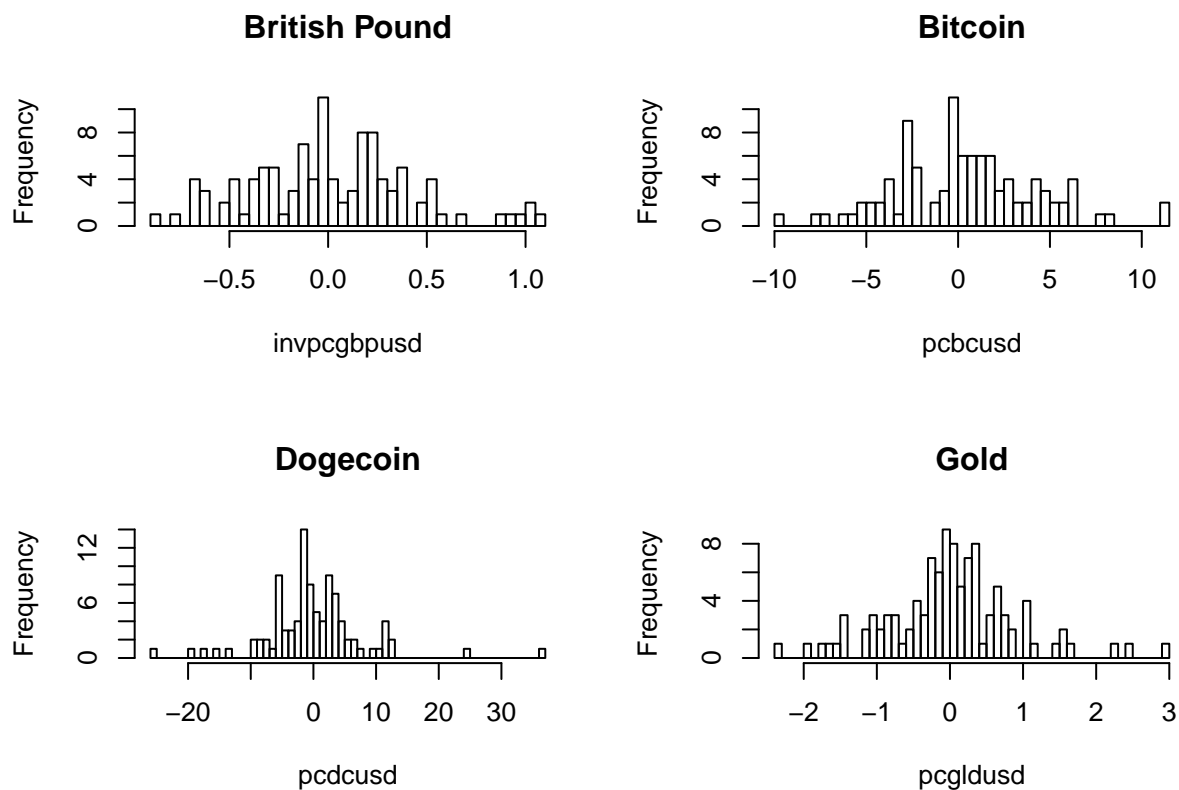 British Pound
Frequency
0 4 8
−0.5 0.0 0.5 1.0
invpcgbpusd
Bitcoin
Frequency
0 4 8
−10 −5 0 5 10
pcbcusd
Dogecoin
Frequency
0 6 12
−20 0 10 20 30
pcdcusd
Gold
Frequency
0 4 8
−2 −1 0 1 2 3
pcgldusd